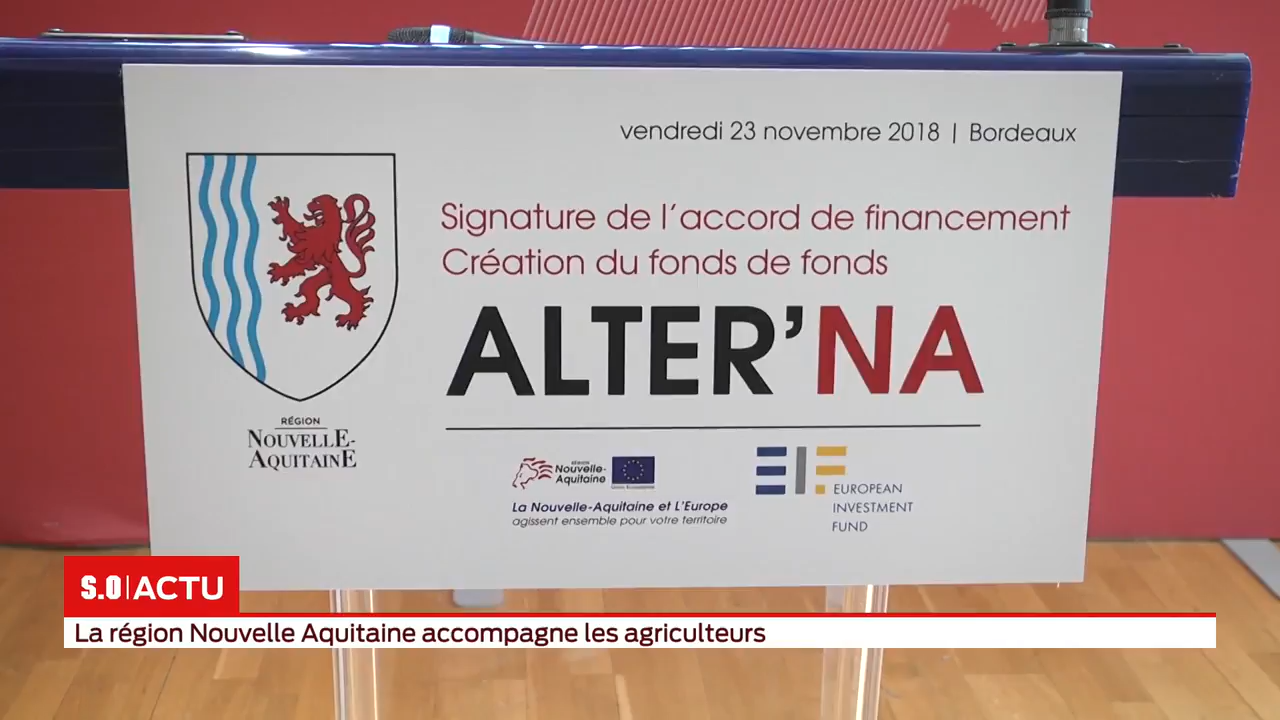 vendredi 23 novembre 2018 | Bordeaux
Signature de l'accord de financement
Création du fonds de fonds
ALTER'NA
RÉGION
NOUVELLE-
AQUITAINE
Nouvelle-
Aquitaine
La Nouvelle-Aquitaine et L'Europe
agissent ensemble pour votre territoire
EIF
EUROPEAN
INVESTMENT
FUND
S.O|ACTU
La région Nouvelle Aquitaine accompagne les agriculteurs